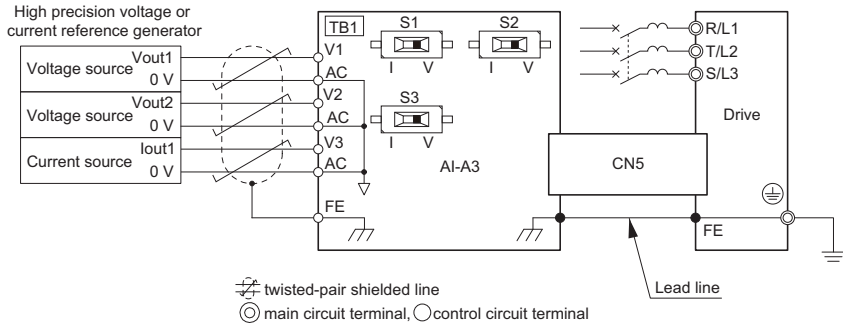 High precision voltage or
current reference generator
Voltage source
Vout1
0 V
Voltage source
Vout2
0 V
Current source
Iout1
0 V
TB1
V1
AC
V2
AC
V3
AC
FE
S1
I V
S2
I V
S3
I V
AI-A3
CN5
R/L1
T/L2
S/L3
Drive
FE
Lead line
twisted-pair shielded line
main circuit terminal, control circuit terminal